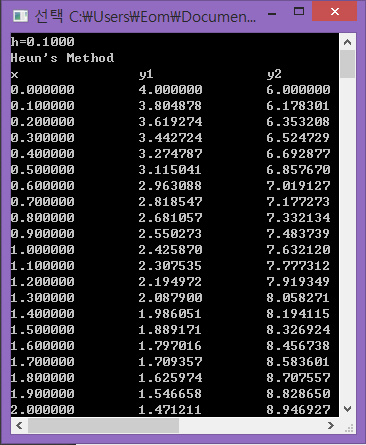 선택 C:￦Users￦Eom￦Documen...
h=0.1000
Heun's Method
x y1 y2
0.000000 4.000000 6.000000
0.100000 3.804878 6.178301
0.200000 3.619274 6.353208
0.300000 3.442724 6.524729
0.400000 3.274787 6.692877
0.500000 3.115041 6.857670
0.600000 2.963088 7.019127
0.700000 2.818547 7.177273
0.800000 2.681057 7.332134
0.900000 2.550273 7.483739
1.000000 2.425870 7.632120
1.100000 2.307535 7.777312
1.200000 2.194972 7.919349
1.300000 2.087900 8.058271
1.400000 1.986051 8.194115
1.500000 1.889171 8.326924
1.600000 1.797016 8.456738
1.700000 1.709357 8.583601
1.800000 1.625974 8.707557
1.900000 1.546658 8.828650
2.000000 1.471211 8.946927